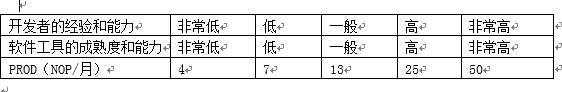 开发者的经验和能力 非常低 低 一般 高 非常高
软件工具的成熟度和能力 非常低 低 一般 高 非常高
PROD（NOP/月） 4 7 13 25 50